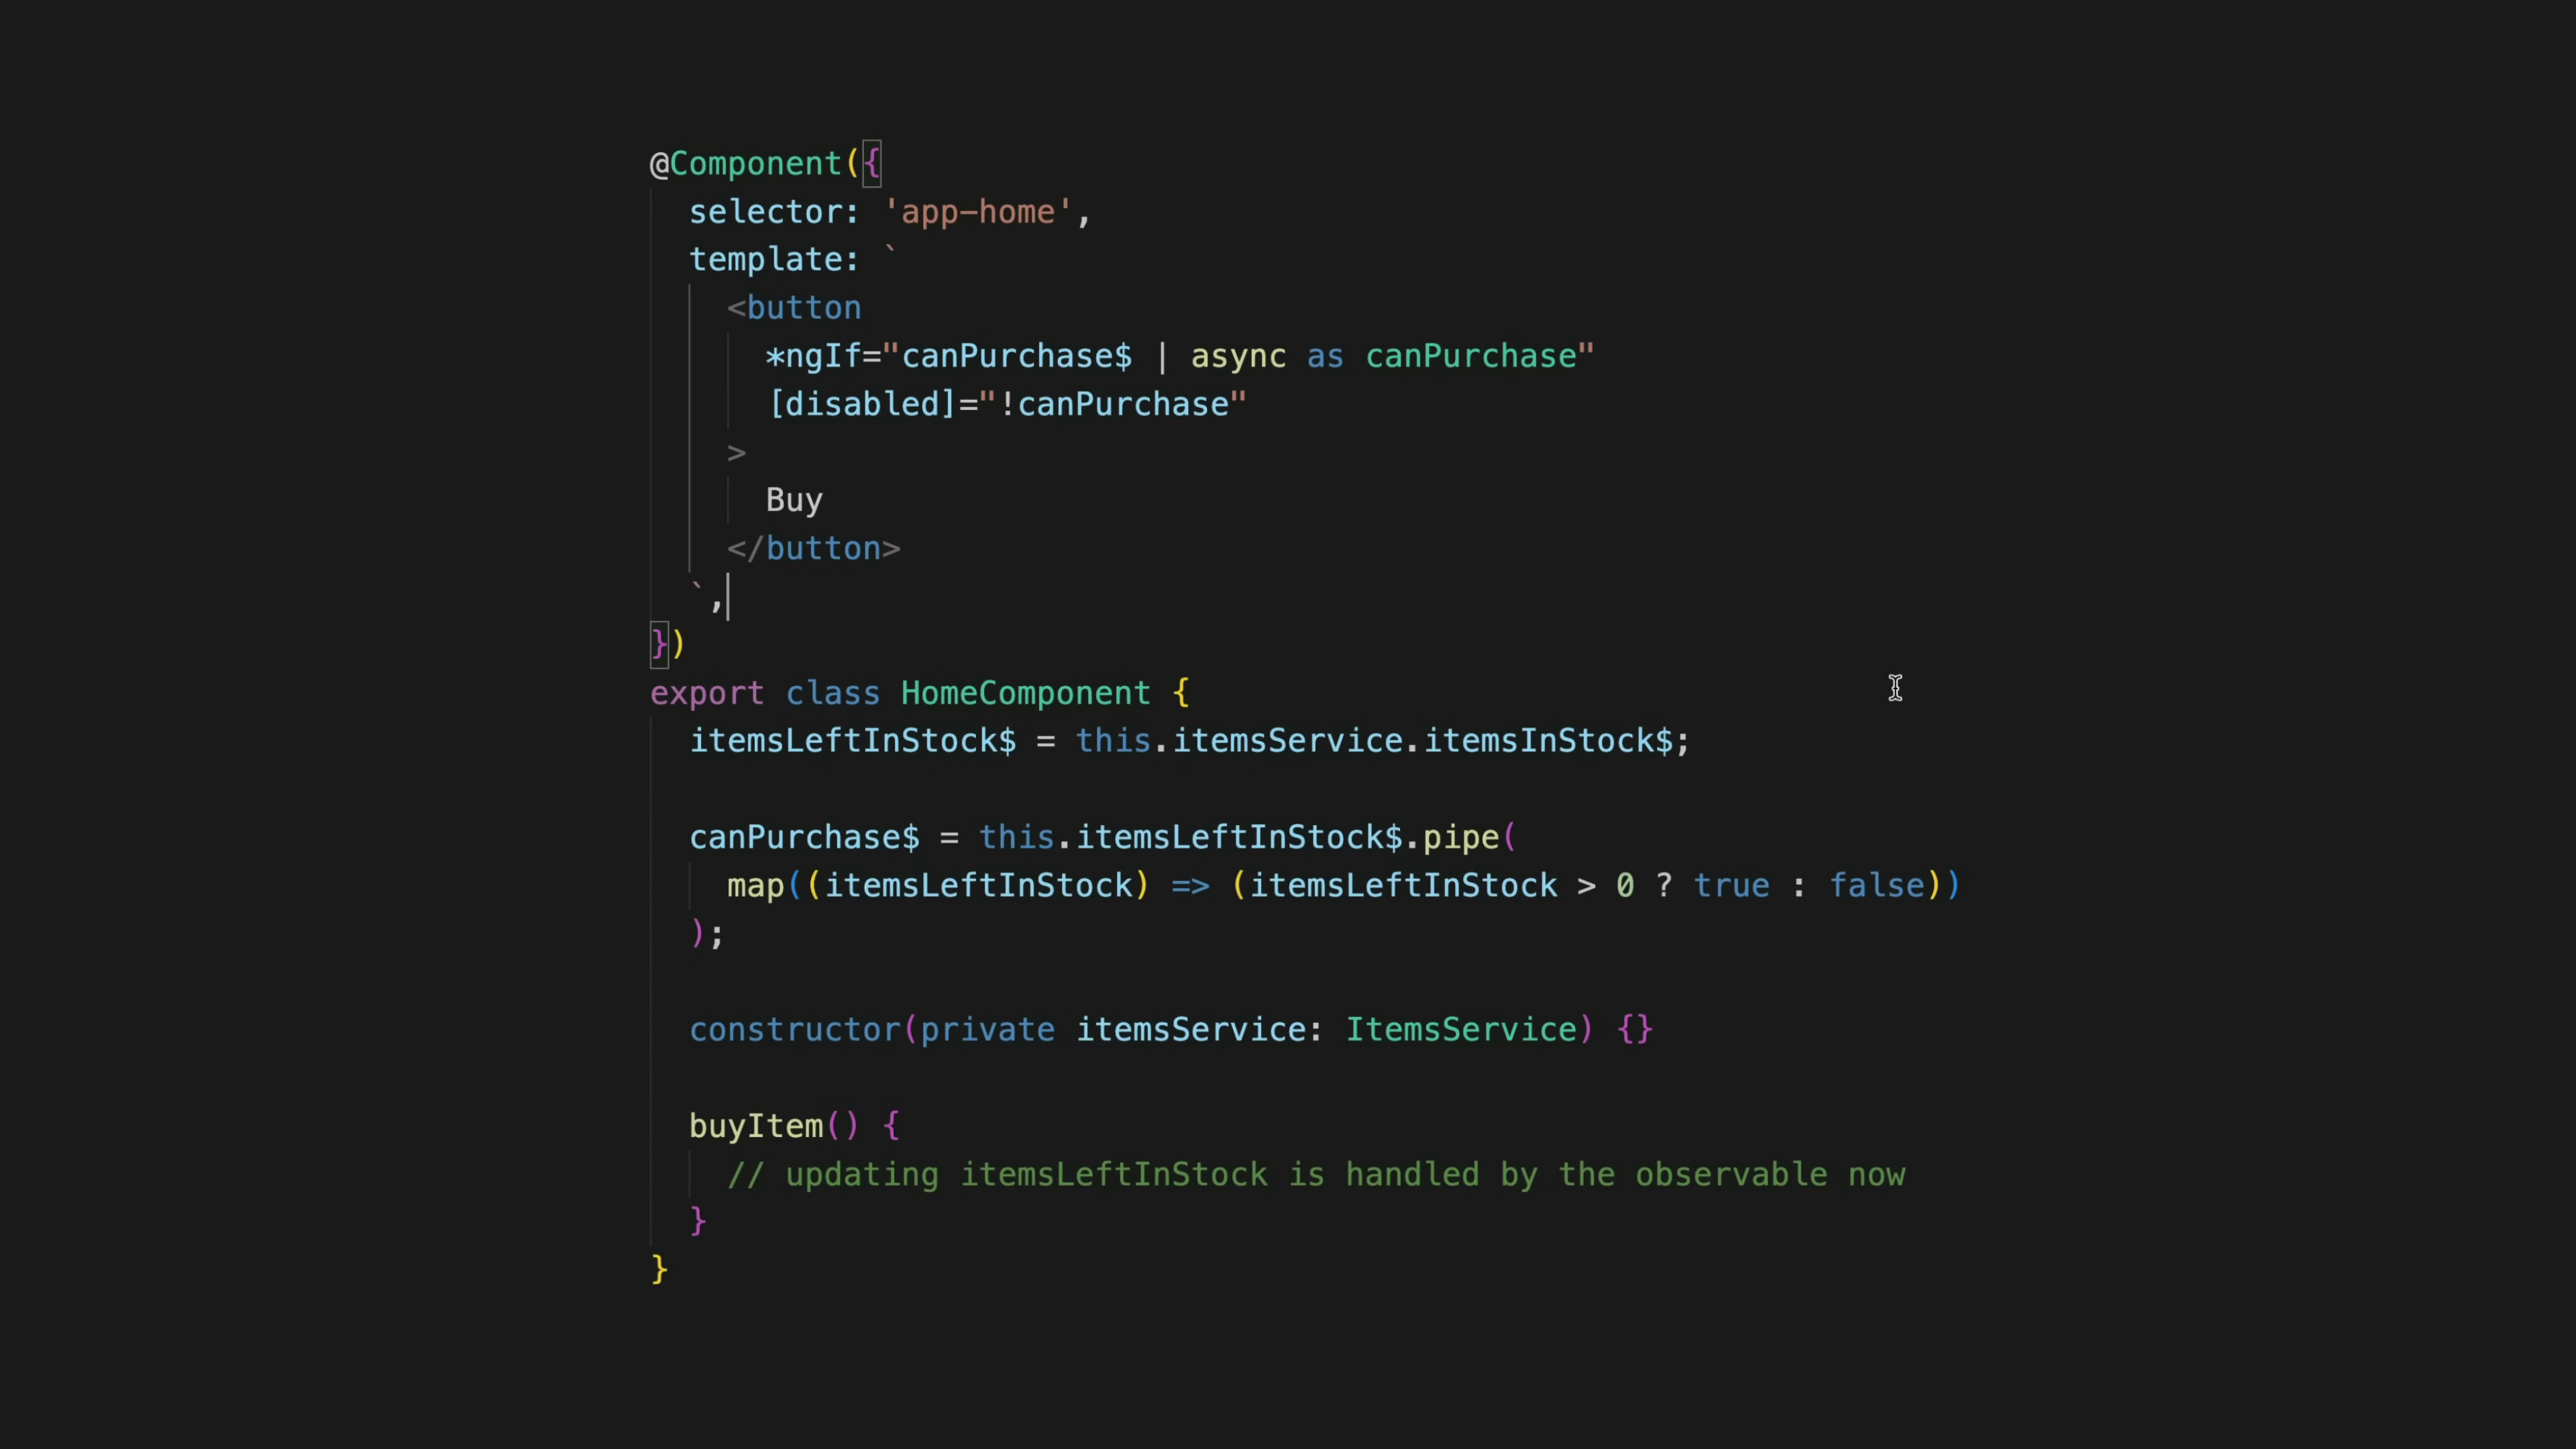 @Component({
selector: 'app-home',
template: `
<button
*ngIf="canPurchase$ | async as canPurchase"
[disabled]="!canPurchase"
>
Buy
</button>
`,
})
export class HomeComponent {
itemsLeftInStock$ = this.itemsService.itemsInStock$;
canPurchase$ = this.itemsLeftInStock$.pipe(
map((itemsLeftInStock) => (itemsLeftInStock > 0 ? true : false))
);
constructor(private itemsService: ItemsService) {}
buyItem() {
// updating itemsLeftInStock is handled by the observable now
}
}